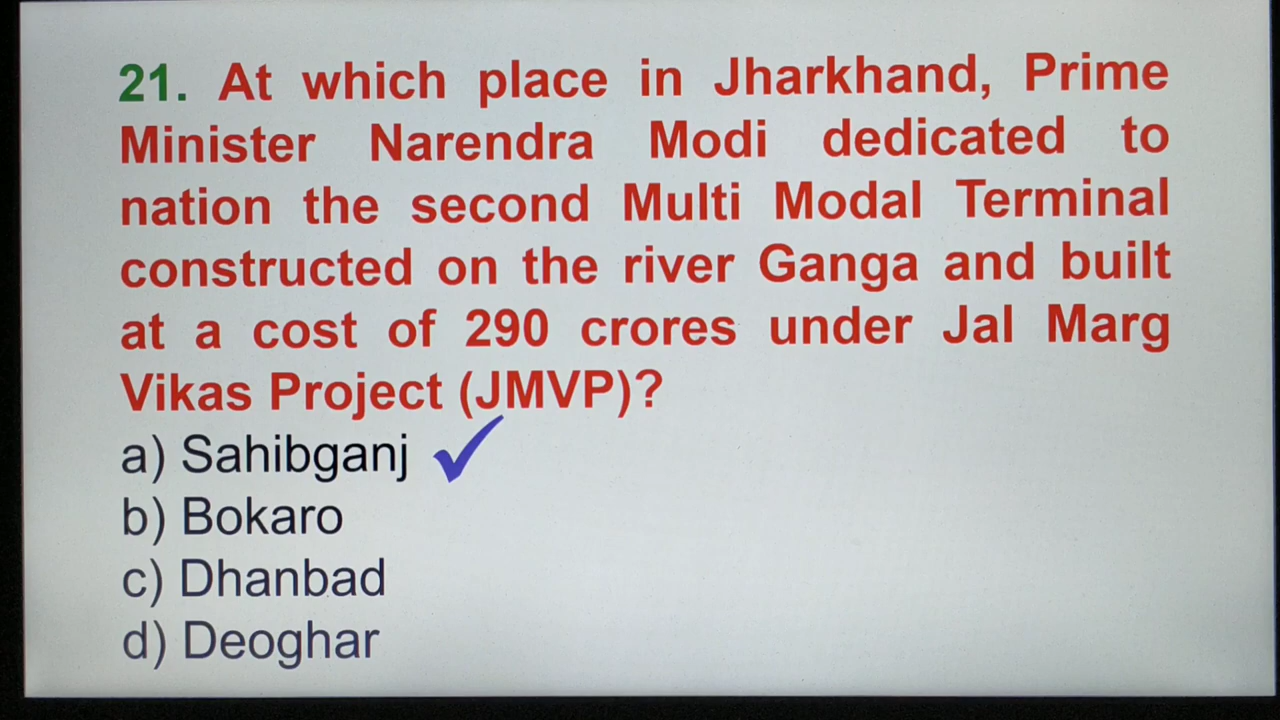 21. At which place in Jharkhand, Prime
Minister Narendra Modi dedicated to
nation the second Multi Modal Terminal
constructed on the river Ganga and built
at a cost of 290 crores under Jal Marg
Vikas Project (JMVP)?
a) Sahibganj
b) Bokaro
c) Dhanbad
d) Deoghar